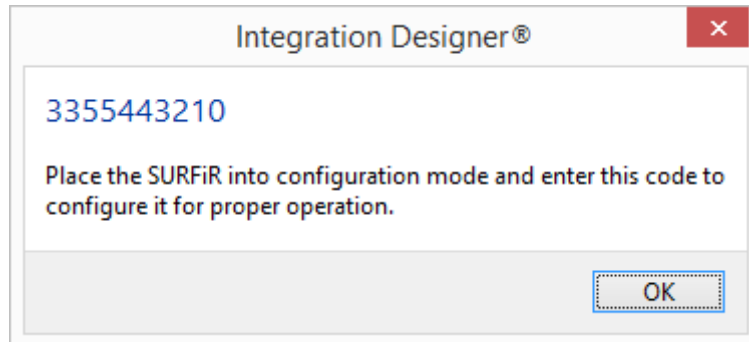 Integration Designer®
3355443210
Place the SURFiR into configuration mode and enter this code to
configure it for proper operation.
OK